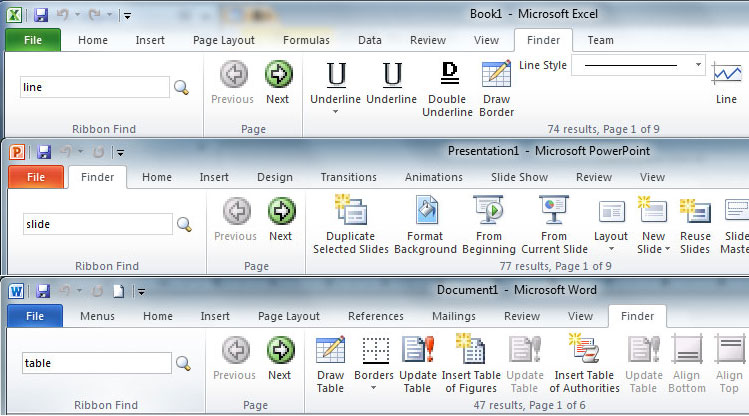 Book1 - Microsoft Excel
File Home Insert Page Layout Formulas Data Review View Finder Team
line
Previous Next
Underline Underline Double Underline Draw Border Line Style Line
Ribbon Find Page 74 results, Page 1 of 9
Presentation1 - Microsoft PowerPoint
File Finder Home Insert Design Transitions Animations Slide Show Review View
slide
Previous Next
Duplicate Selected Slides Format Background From Beginning From Current Slide Layout New Slide Reuse Slides Slide Maste
Ribbon Find Page 77 results, Page 1 of 9
Document1 - Microsoft Word
File Menus Home Insert Page Layout References Mailings Review View Finder
table
Previous Next
Draw Table Borders Update Table Insert Table of Figures Update Table Insert Table of Authorities Update Table Align Bottom Align Top
Ribbon Find Page 47 results, Page 1 of 6